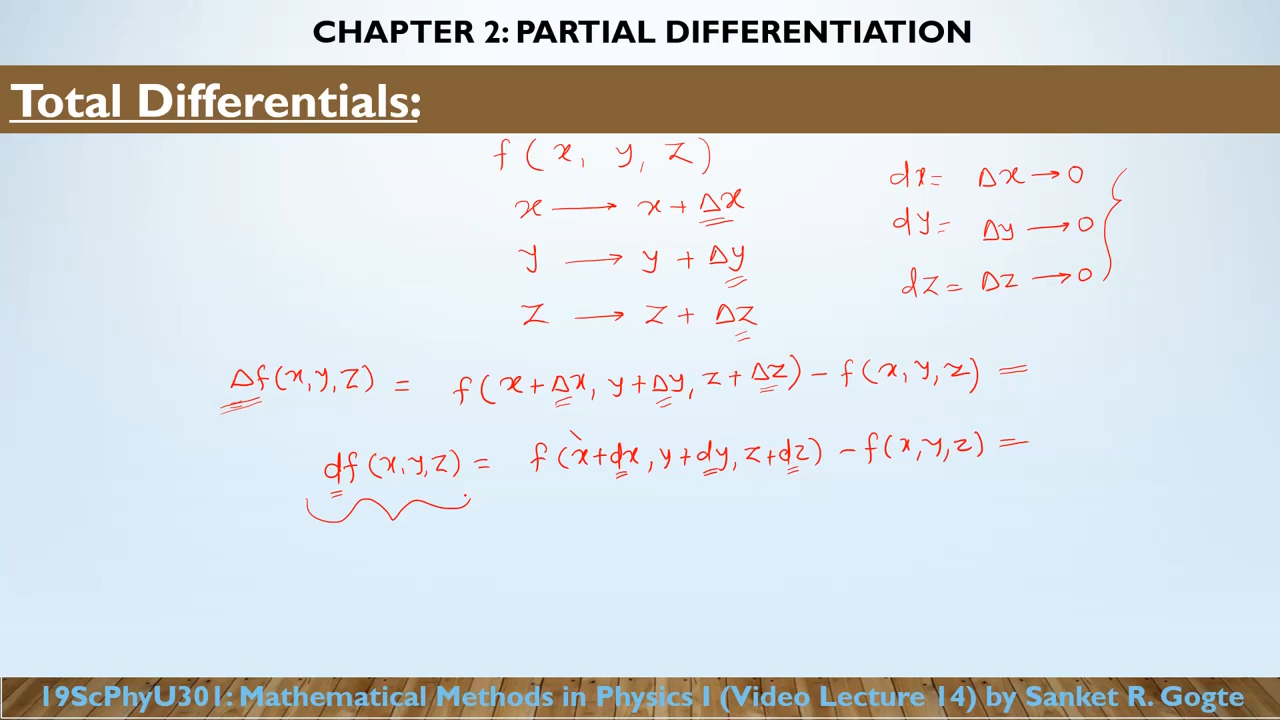 CHAPTER 2: PARTIAL DIFFERENTIATION
Total Differentials:
f(x, y, z)
x → x + Δx
y → y + Δy
z → z + Δz
dx = Δx → 0
dy = Δy → 0
dz = Δz → 0
Δf(x,y,z) = f(x+Δx, y+Δy, z+Δz) − f(x,y,z) =
df(x,y,z) = f(x+dx, y+dy, z+dz) − f(x,y,z) =
19ScPhyU301: Mathematical Methods in Physics I (Video Lecture 14) by Sanket R. Gogte